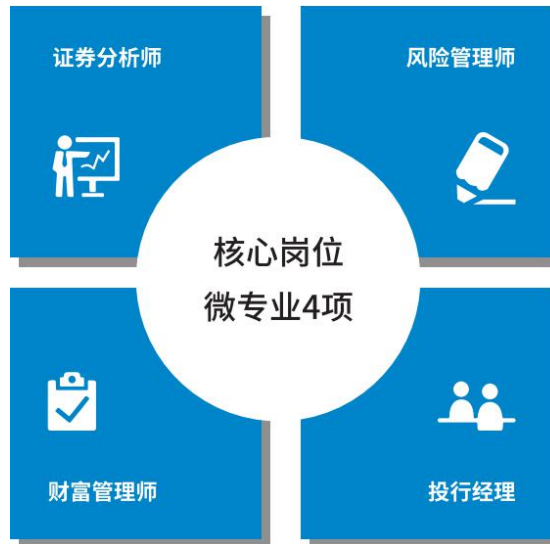 证券分析师
风险管理师
核心岗位
微专业4项
财富管理师
投行经理